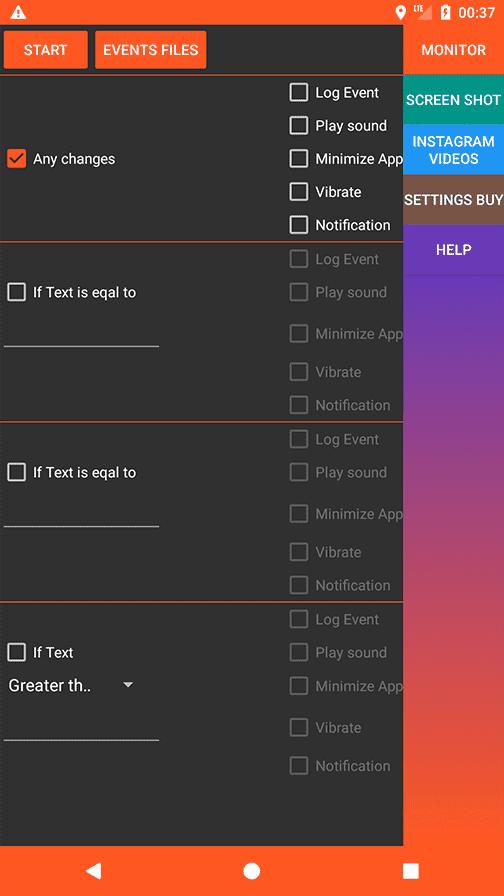 LTE 00:37
START EVENTS FILES MONITOR
SCREEN SHOT
INSTAGRAM
VIDEOS
SETTINGS BUY
HELP
Any changes
Log Event
Play sound
Minimize App
Vibrate
Notification
If Text is eqal to
Log Event
Play sound
Minimize App
Vibrate
Notification
If Text is eqal to
Log Event
Play sound
Minimize App
Vibrate
Notification
If Text
Greater th..
Log Event
Play sound
Minimize App
Vibrate
Notification